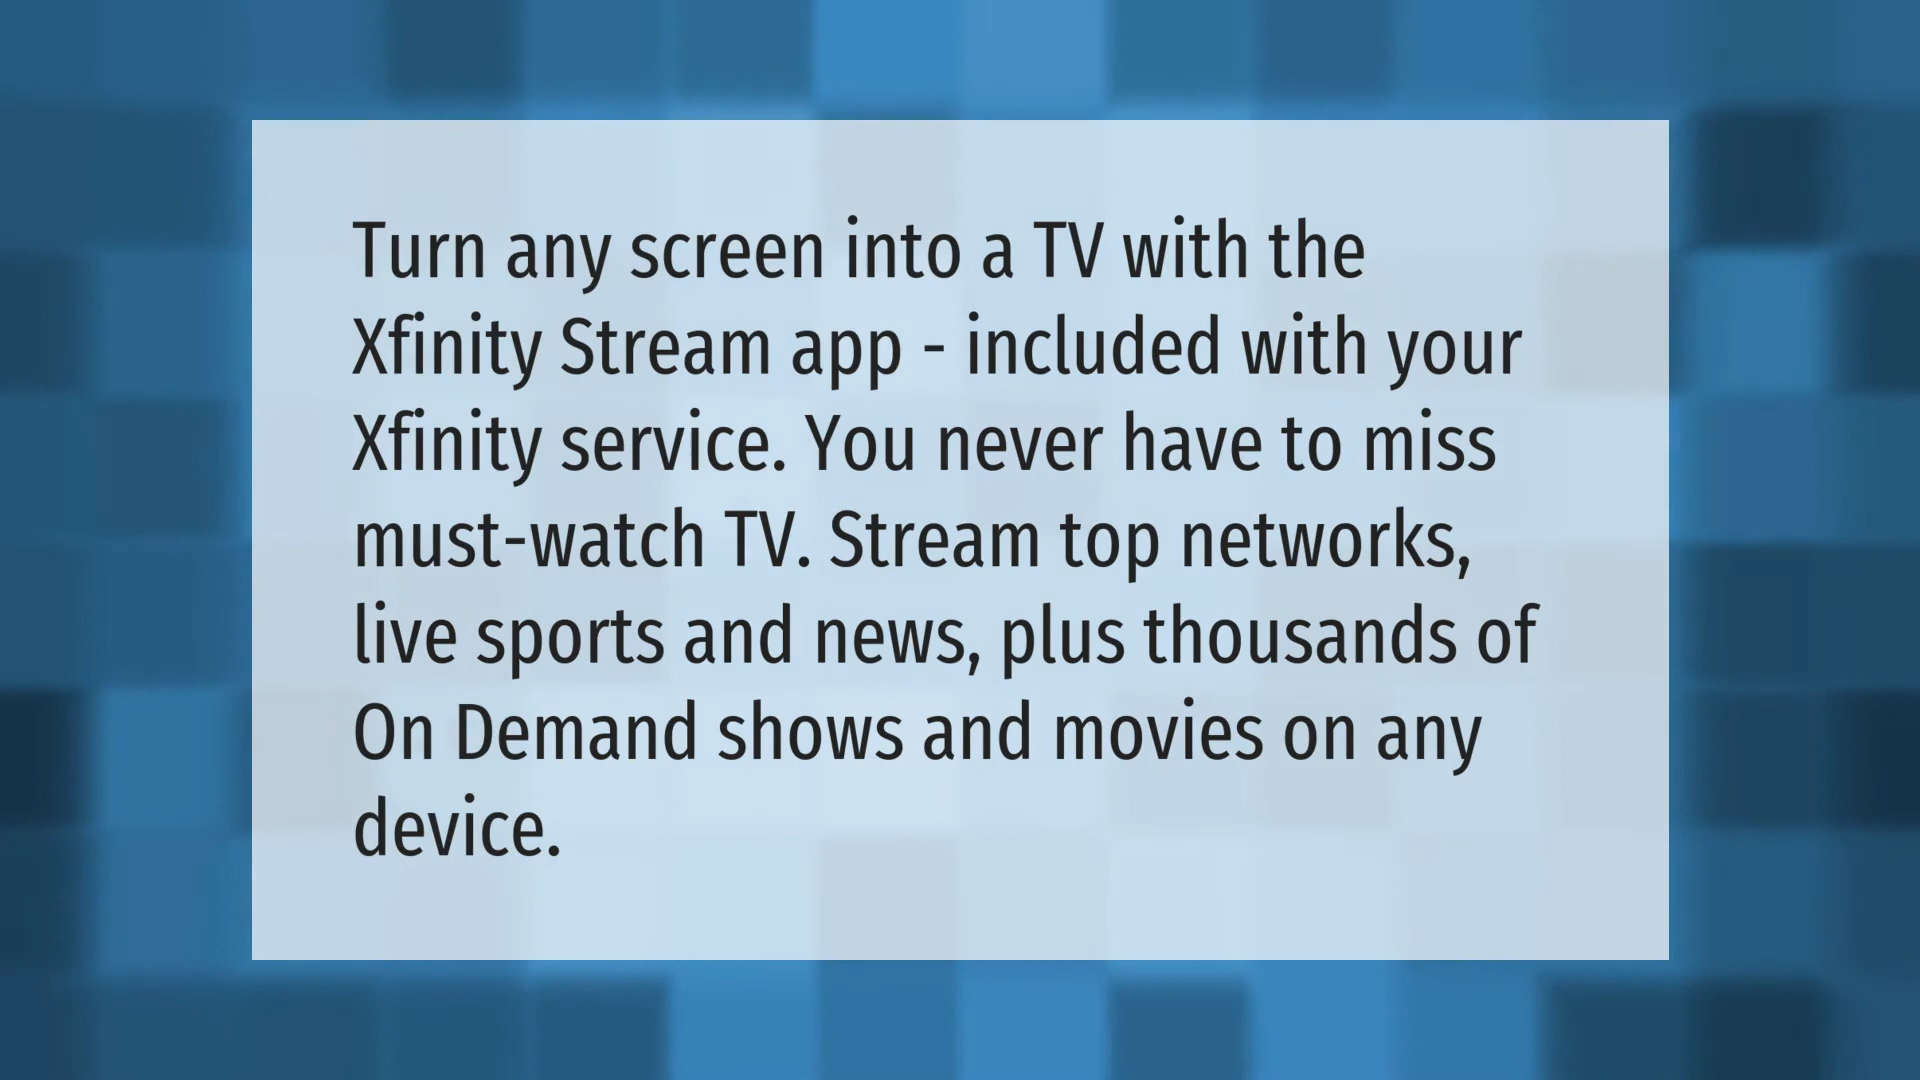 Turn any screen into a TV with the
Xfinity Stream app - included with your
Xfinity service. You never have to miss
must-watch TV. Stream top networks,
live sports and news, plus thousands of
On Demand shows and movies on any
device.